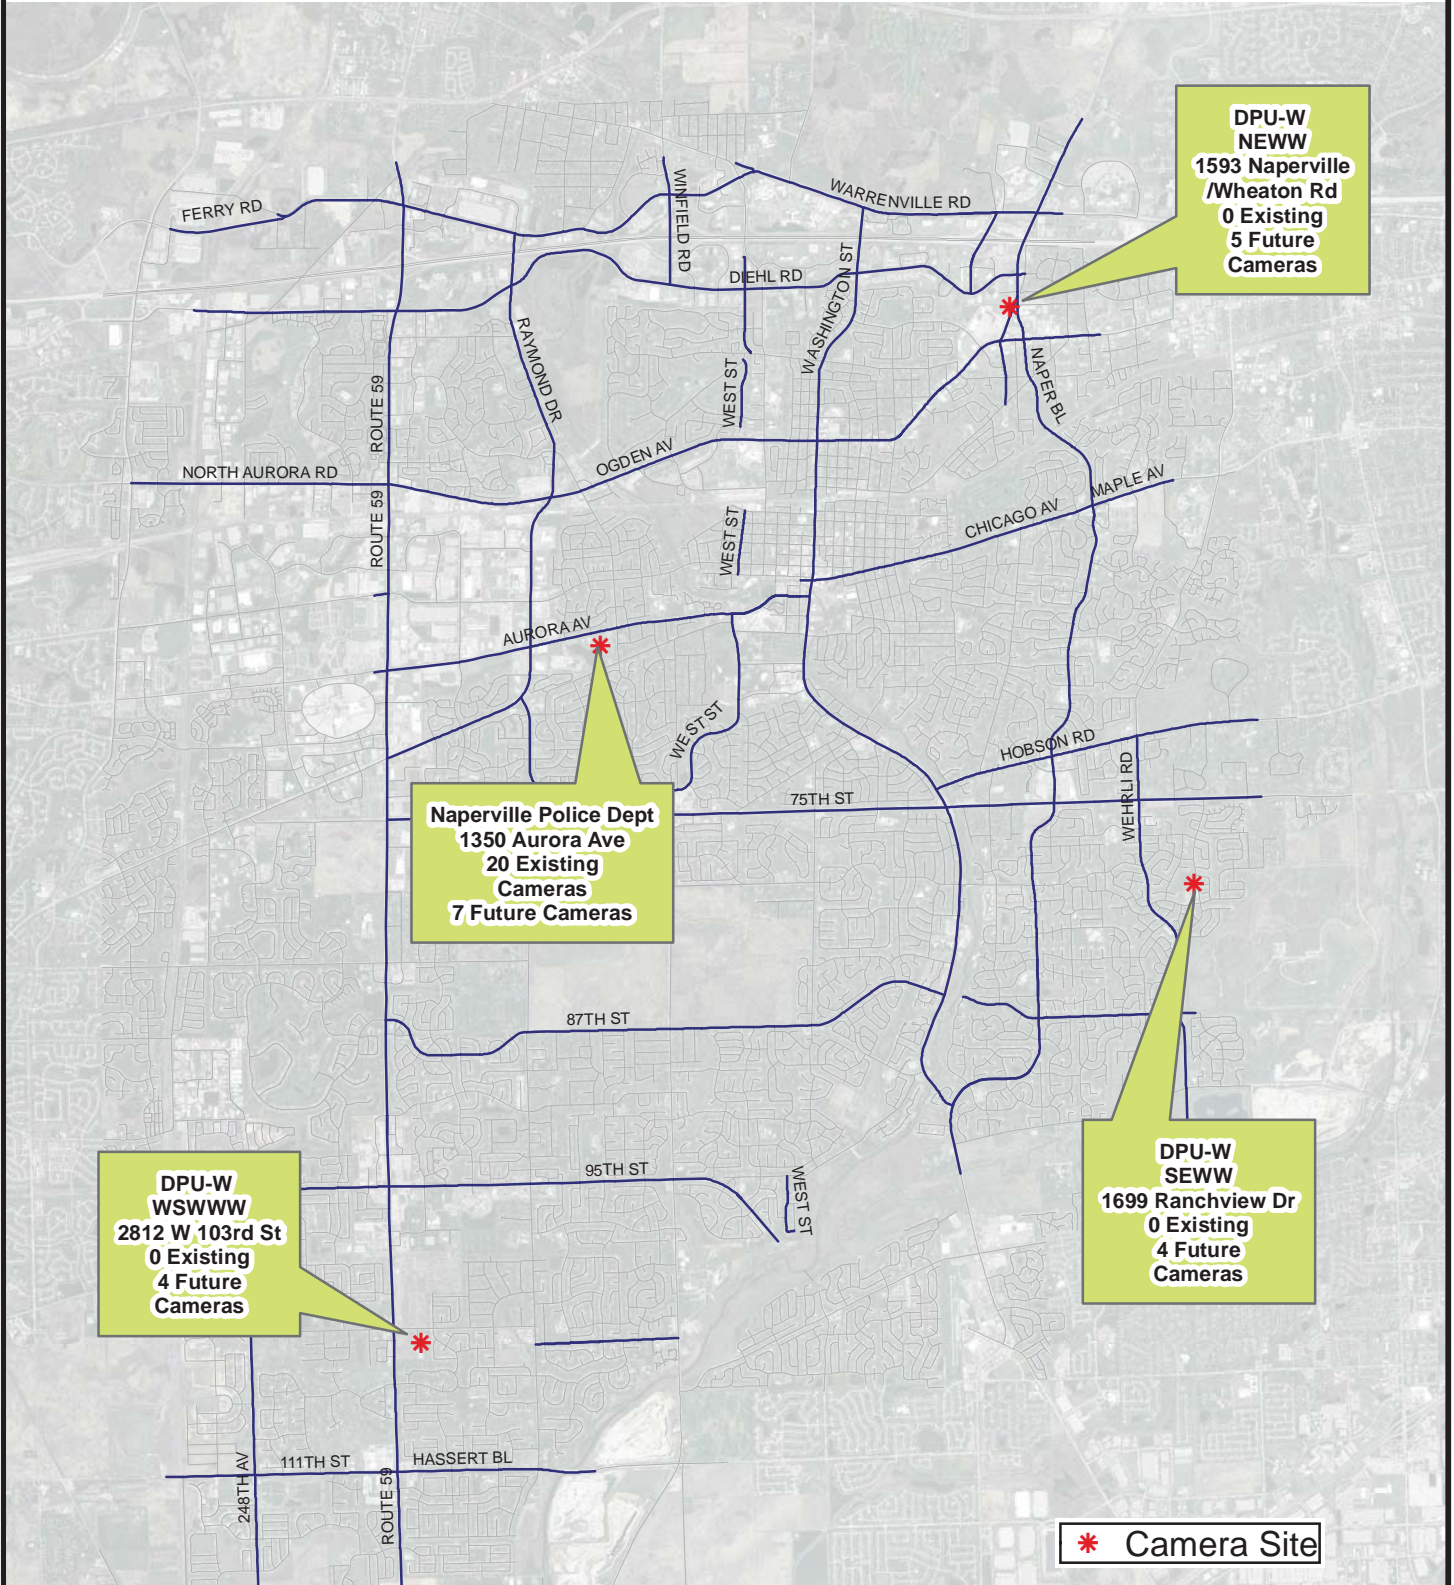 DPU-W
NEWW
1593 Naperville
/Wheaton Rd
0 Existing
5 Future
Cameras
FERRY RD
WINFIELD RD
WARRENVILLE RD
DIEHL RD
WASHINGTON ST
RAYMOND DR
ROUTE 59
WEST ST
NAPER BL
OGDEN AV
NORTH AURORA RD
ROUTE 59
MAPLE AV
CHICAGO AV
WEST ST
AURORA AV
WEST ST
HOBSON RD
WEHRLI RD
75TH ST
Naperville Police Dept
1350 Aurora Ave
20 Existing
Cameras
7 Future Cameras
87TH ST
95TH ST
WEST ST
DPU-W
SEWW
1699 Ranchview Dr
0 Existing
4 Future
Cameras
DPU-W
WSWWW
2812 W 103rd St
0 Existing
4 Future
Cameras
248TH AV
111TH ST
ROUTE 59
HASSERT BL
Camera Site